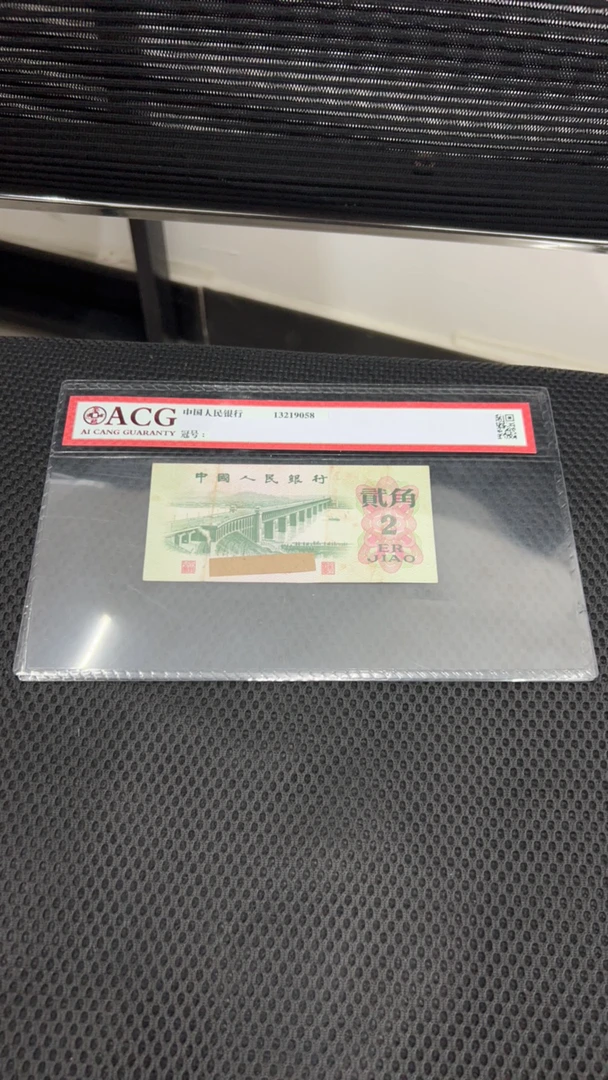 ACG
AI CANG GUARANTY
中国人民银行 13219058
冠号：
中國人民銀行
貳角
2
ER
JIAO